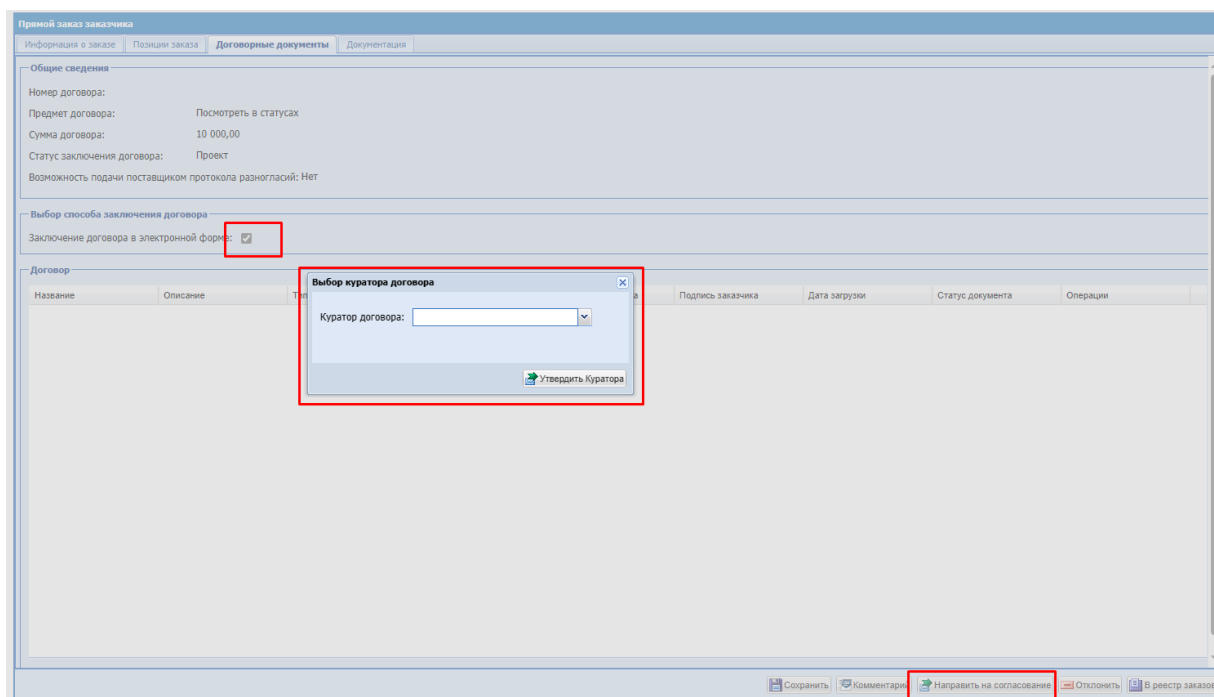 Прямой заказ заказчика
Информация о заказе Позиции заказа Договорные документы Документация
Общие сведения
Номер договора:
Предмет договора: Посмотреть в статусах
Сумма договора: 10 000,00
Статус заключения договора: Проект
Возможность подачи поставщиком протокола разногласий: Нет
Выбор способа заключения договора
Заключение договора в электронной форме:
Договор
Выбор куратора договора
Название Описание Подпись заказчика Дата загрузки Статус документа Операции
Куратор договора:
Утвердить Куратора
Сохранить Комментарии Направить на согласование Отклонить В реестр заказов